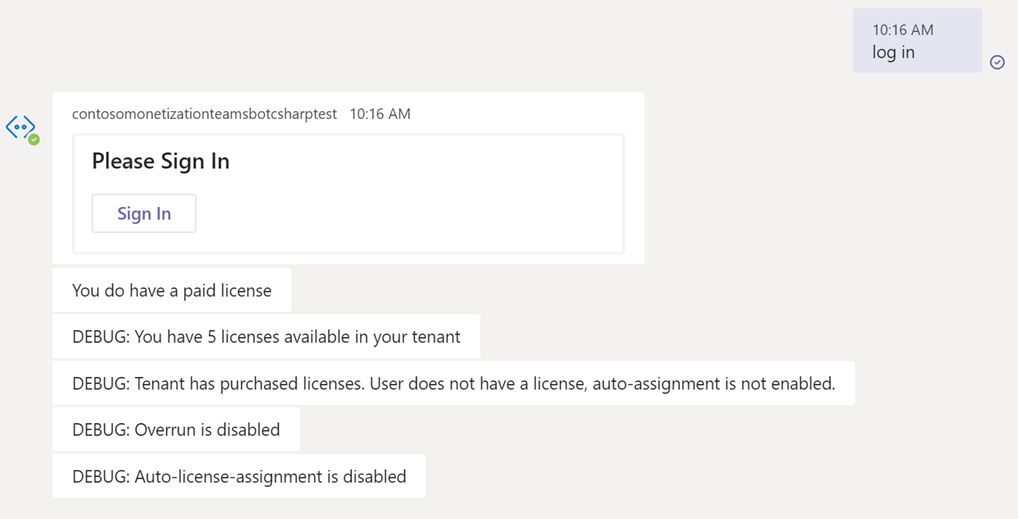 10:16 AM
log in
contosomonetizationteamsbotcsharptest 10:16 AM
Please Sign In
Sign In
You do have a paid license
DEBUG: You have 5 licenses available in your tenant
DEBUG: Tenant has purchased licenses. User does not have a license, auto-assignment is not enabled.
DEBUG: Overrun is disabled
DEBUG: Auto-license-assignment is disabled